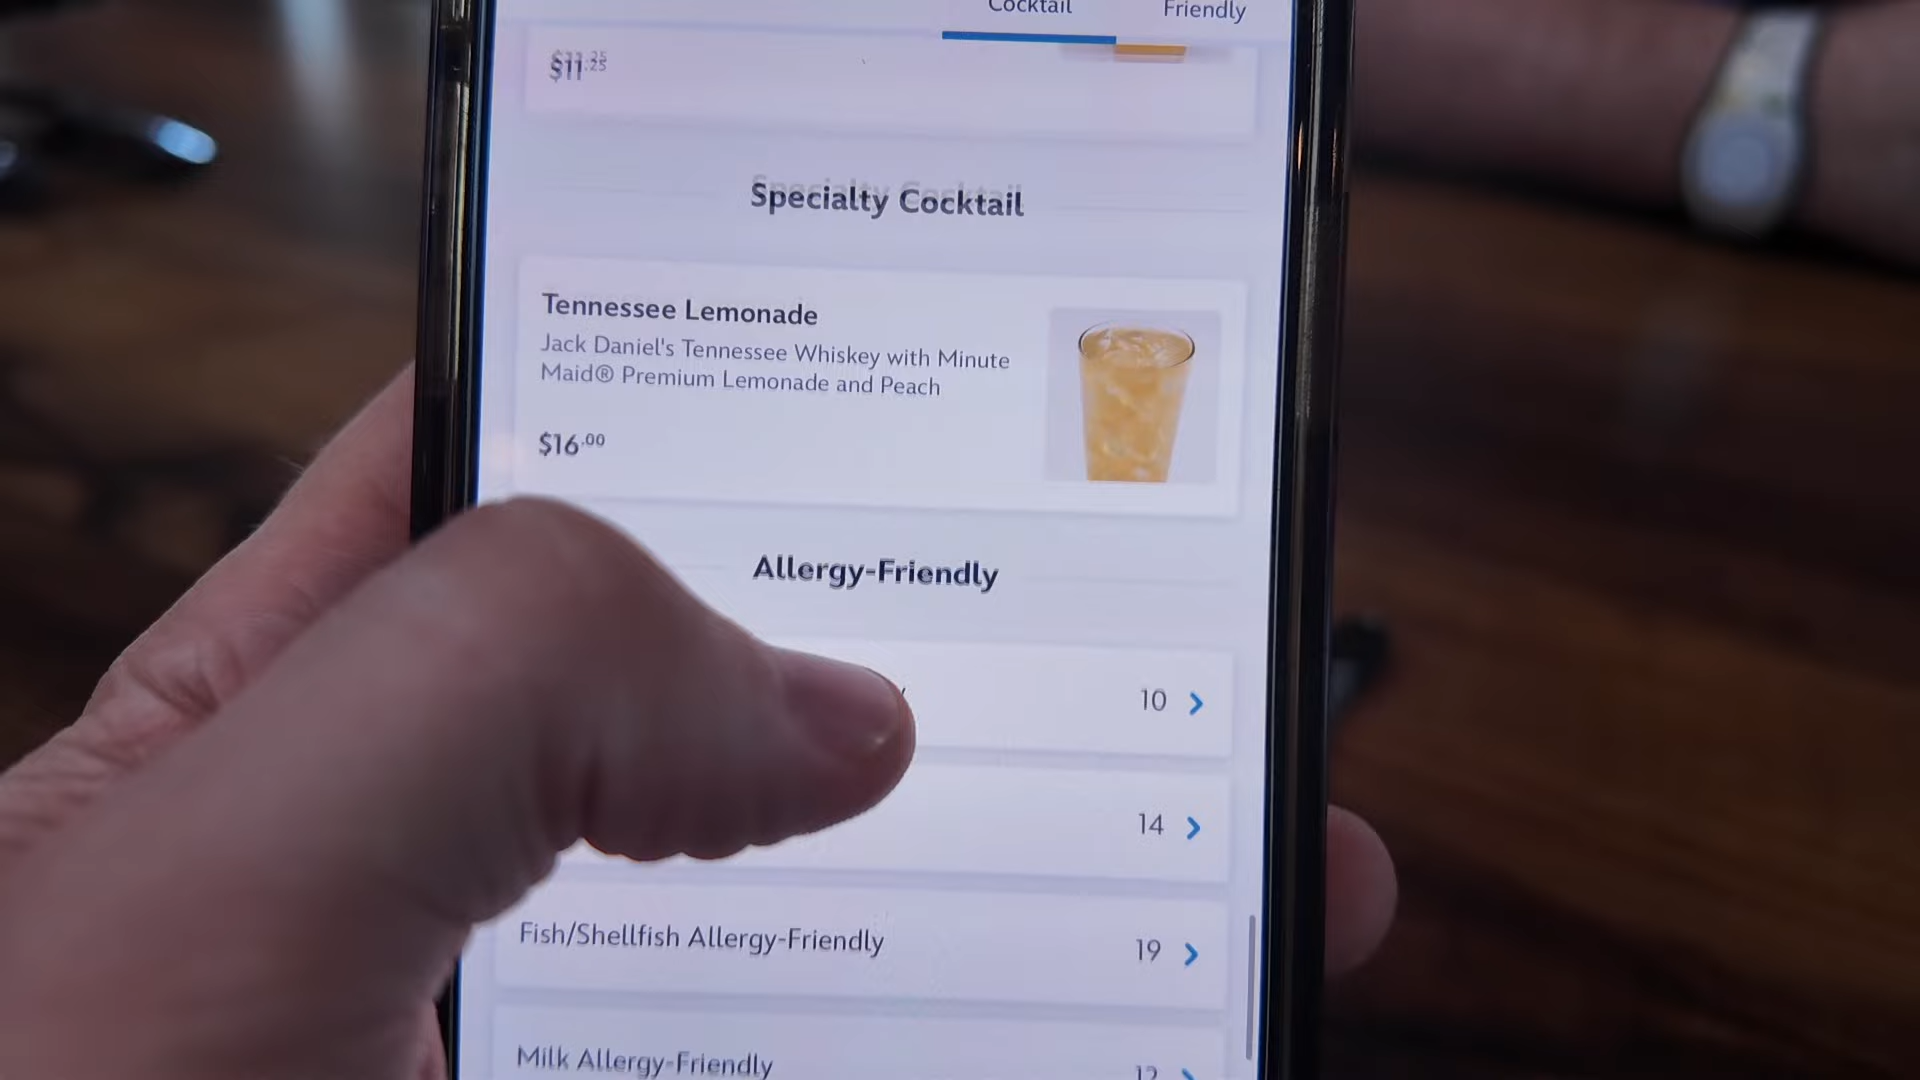 Cocktail
Friendly
$11.25
Specialty Cocktail
Tennessee Lemonade
Jack Daniel's Tennessee Whiskey with Minute
Maid® Premium Lemonade and Peach
$16.00
Allergy-Friendly
10
14
Fish/Shellfish Allergy-Friendly
19
Milk Allergy-Friendly
12